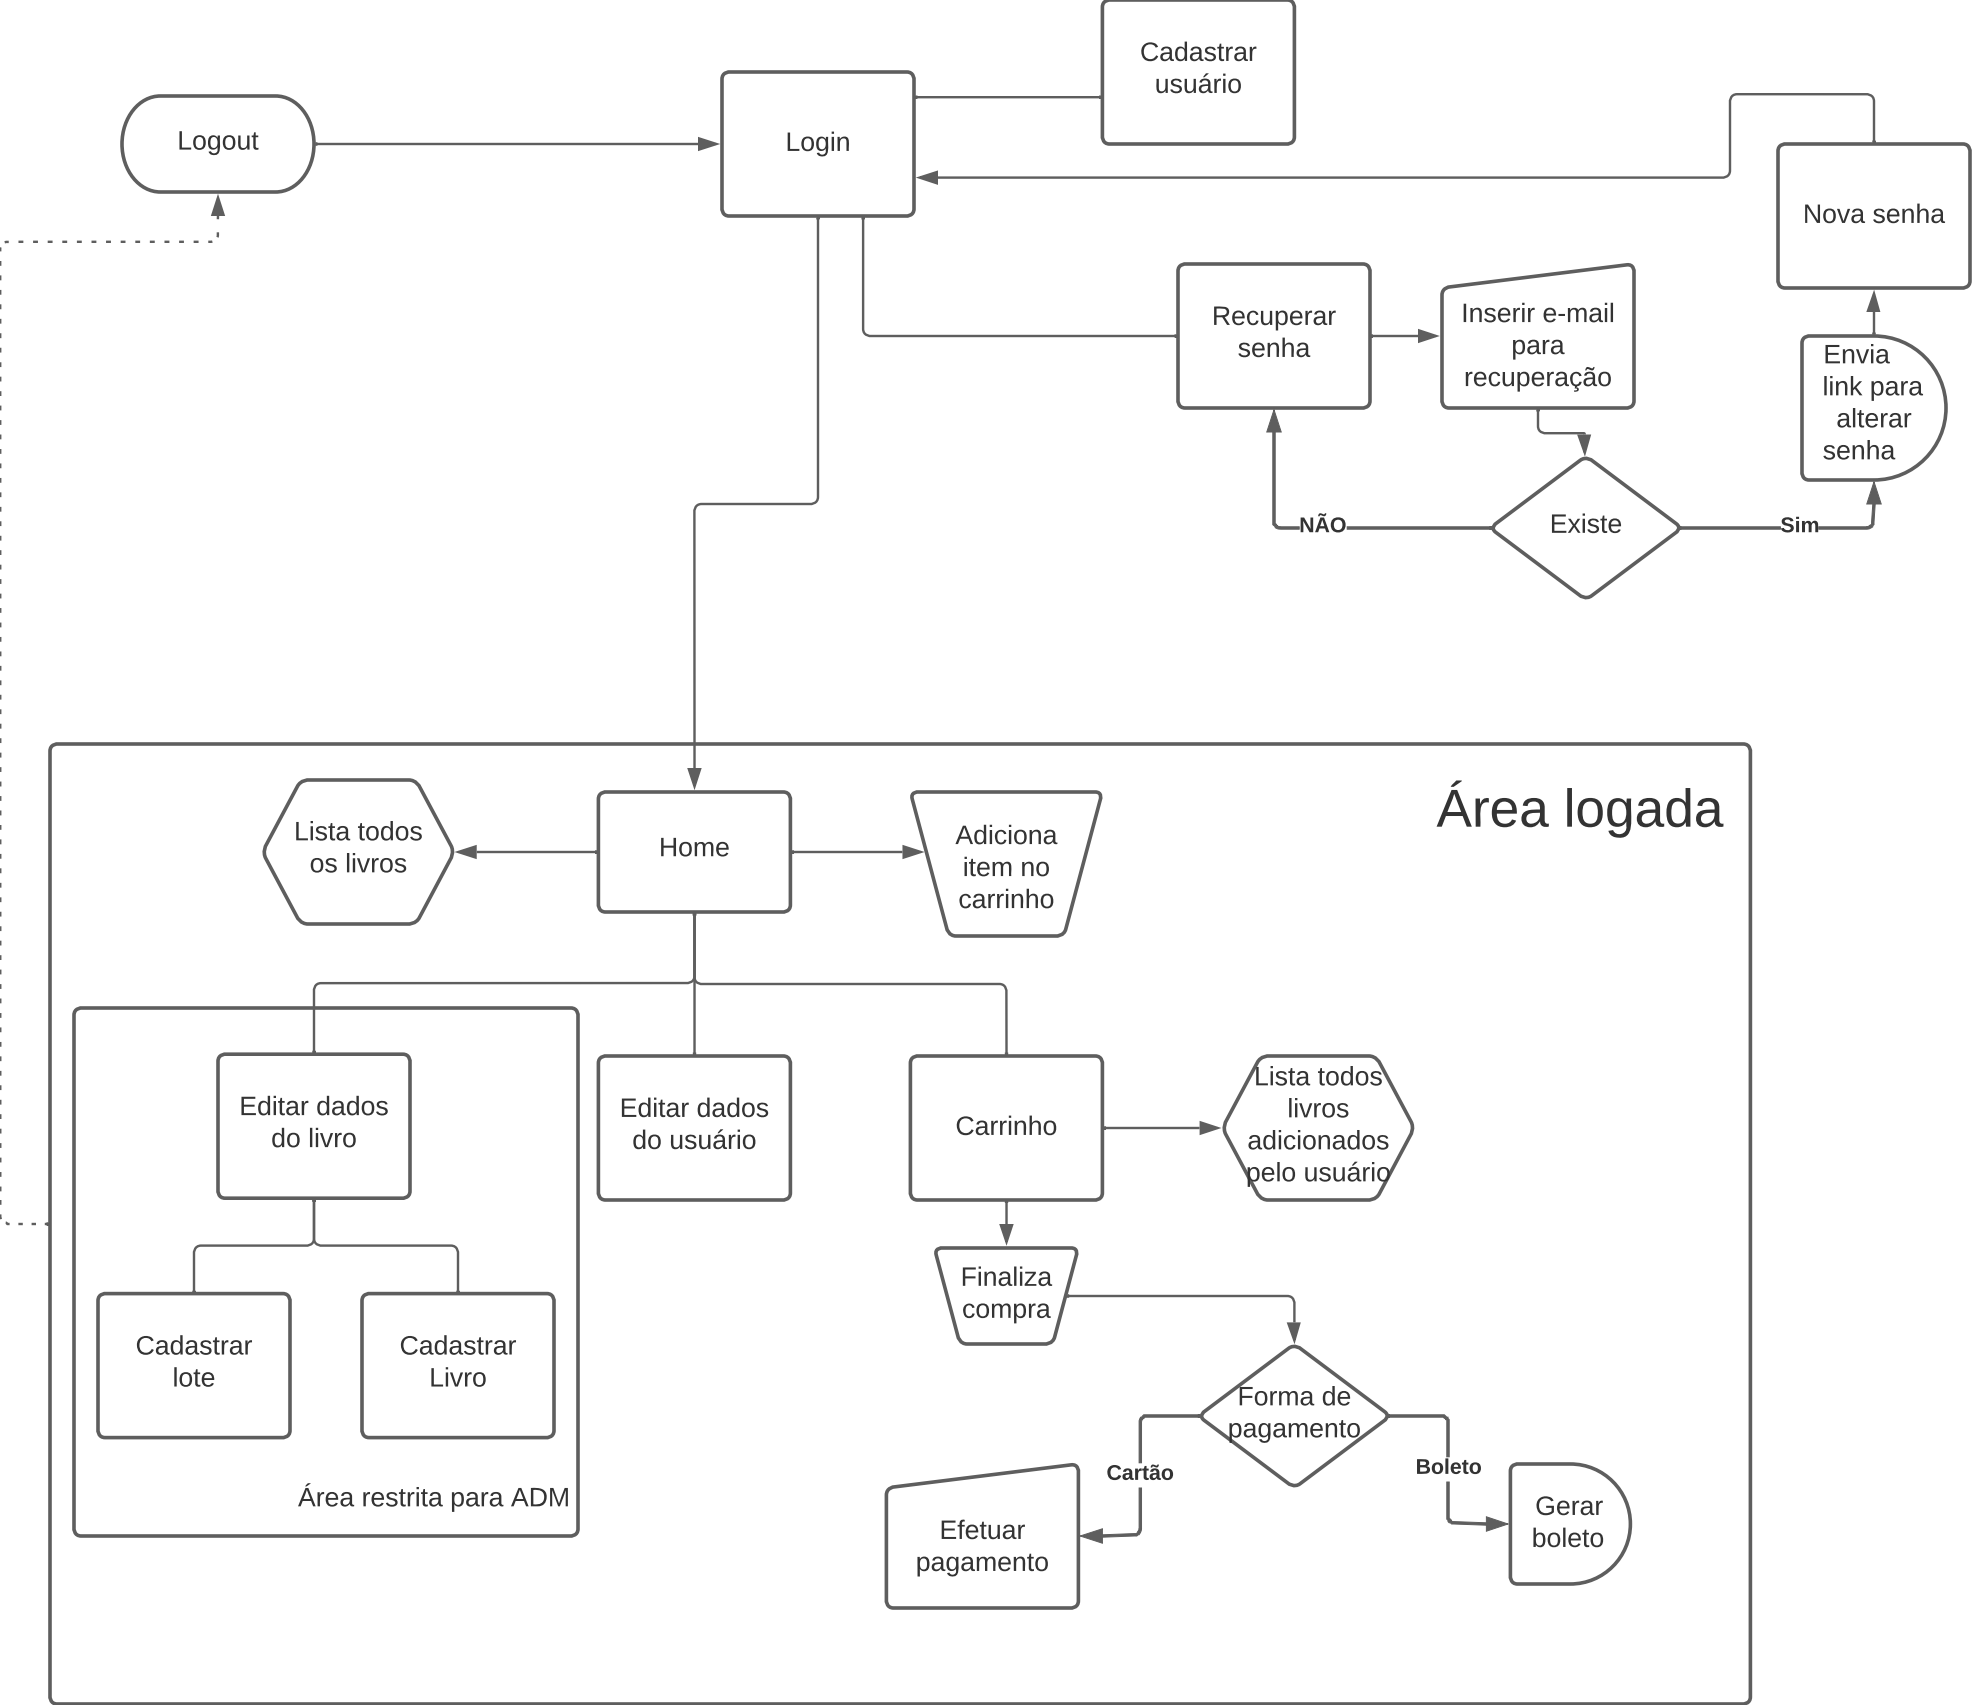 Cadastrar
usuário
Logout
Login
Nova senha
Recuperar
senha
Inserir e-mail
para
recuperação
Envia
link para
alterar
senha
NÃO
Existe
Sim
Área logada
Lista todos
os livros
Home
Adiciona
item no
carrinho
Editar dados
do livro
Editar dados
do usuário
Carrinho
Lista todos
livros
adicionados
pelo usuário
Finaliza
compra
Cadastrar
lote
Cadastrar
Livro
Forma de
pagamento
Cartão
Boleto
Área restrita para ADM
Efetuar
pagamento
Gerar
boleto